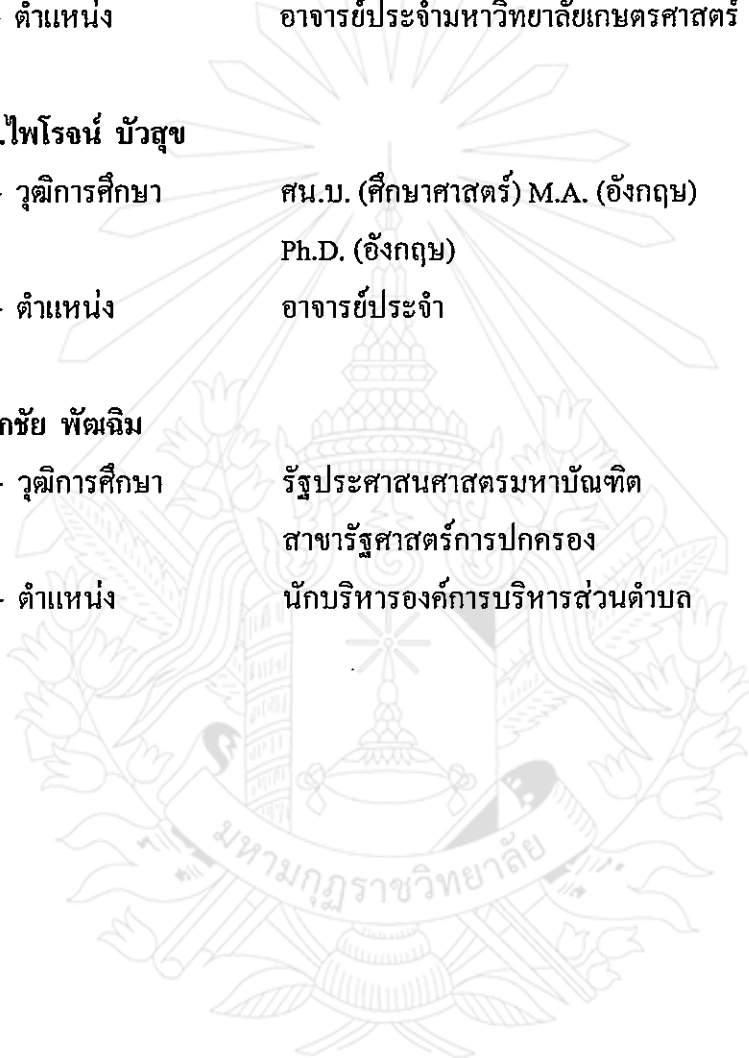 - ตำแหน่ง อาจารย์ประจำมหาวิทยาลัยเกษตรศาสตร์
.ไพโรจน์ บัวสุข
- วุฒิการศึกษา ศน.บ. (ศึกษาศาสตร์) M.A. (อังกฤษ)
Ph.D. (อังกฤษ)
- ตำแหน่ง อาจารย์ประจำ
กชัย พัฒฉิม
- วุฒิการศึกษา รัฐประศาสนศาสตรมหาบัณฑิต
สาขารัฐศาสตร์การปกครอง
- ตำแหน่ง นักบริหารองค์การบริหารส่วนตำบล
มหามกุฏราชวิทยาลัย